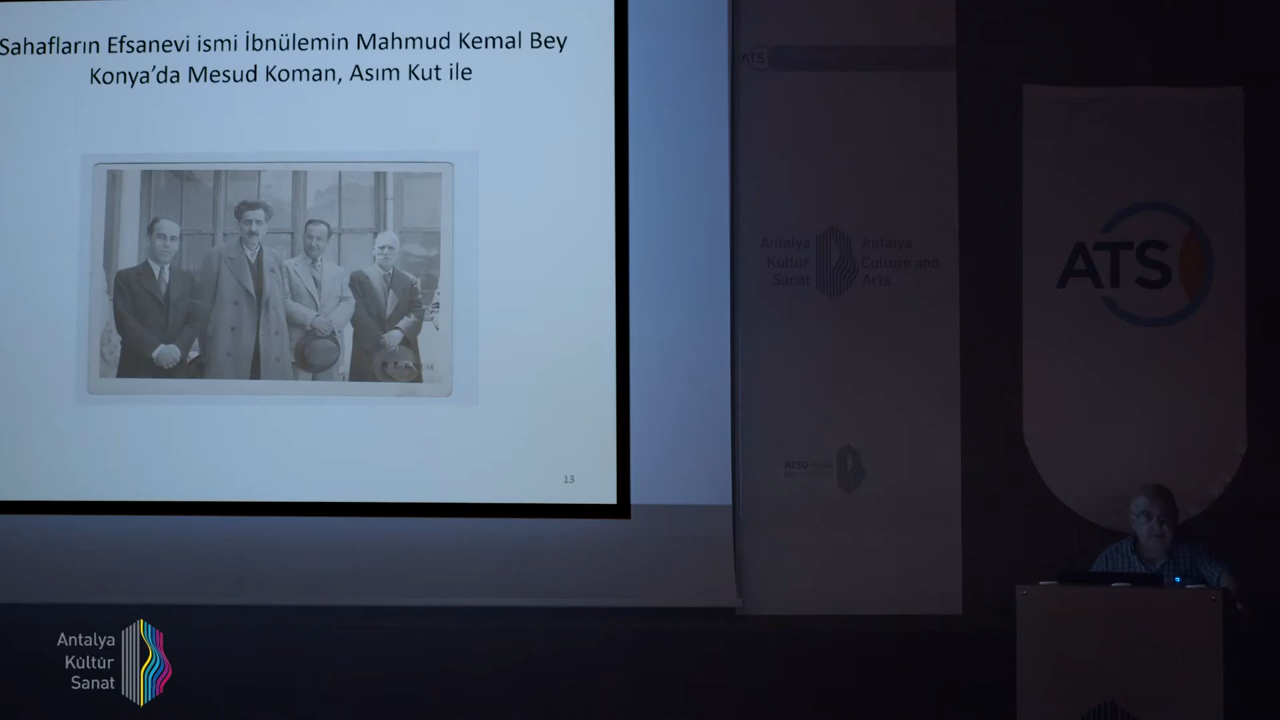 Sahafların Efsanevi ismi İbnülemin Mahmud Kemal Bey
Konya'da Mesud Koman, Asım Kut ile
13
ATS
Antalya
Kültür
Sanat
Antalya
Culture and
Arts
ATSO
ATS
Antalya
Kültür
Sanat